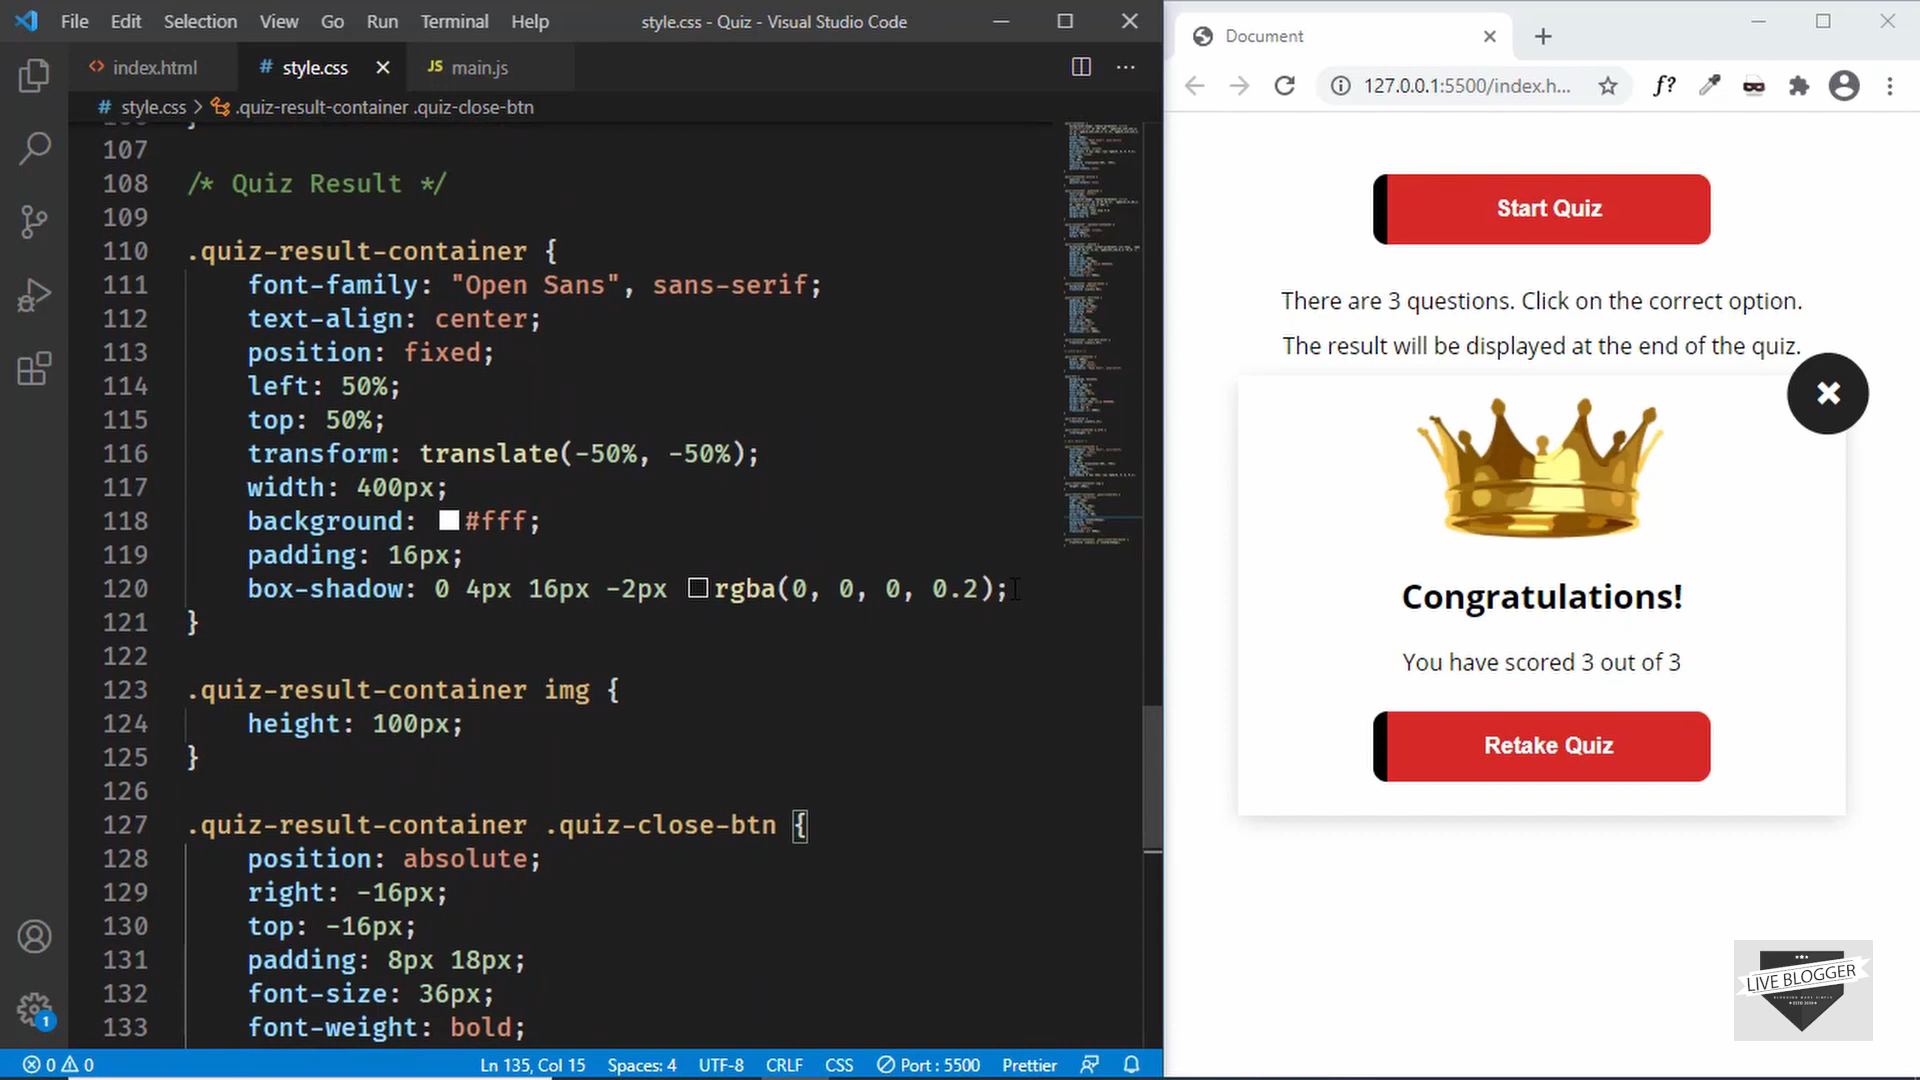 File Edit Selection View Go Run Terminal Help style.css - Quiz - Visual Studio Code
index.html # style.css JS main.js
# style.css > .quiz-result-container .quiz-close-btn
107
108 /* Quiz Result */
109
110 .quiz-result-container {
111 font-family: "Open Sans", sans-serif;
112 text-align: center;
113 position: fixed;
114 left: 50%;
115 top: 50%;
116 transform: translate(-50%, -50%);
117 width: 400px;
118 background: #fff;
119 padding: 16px;
120 box-shadow: 0 4px 16px -2px rgba(0, 0, 0, 0.2);
121 }
122
123 .quiz-result-container img {
124 height: 100px;
125 }
126
127 .quiz-result-container .quiz-close-btn {
128 position: absolute;
129 right: -16px;
130 top: -16px;
131 padding: 8px 18px;
132 font-size: 36px;
133 font-weight: bold;
1
0 0 Ln 135, Col 15 Spaces: 4 UTF-8 CRLF CSS Port : 5500 Prettier
Document
127.0.0.1:5500/index.h... f?
Start Quiz
There are 3 questions. Click on the correct option.
The result will be displayed at the end of the quiz.
Congratulations!
You have scored 3 out of 3
Retake Quiz
LIVE BLOGGER